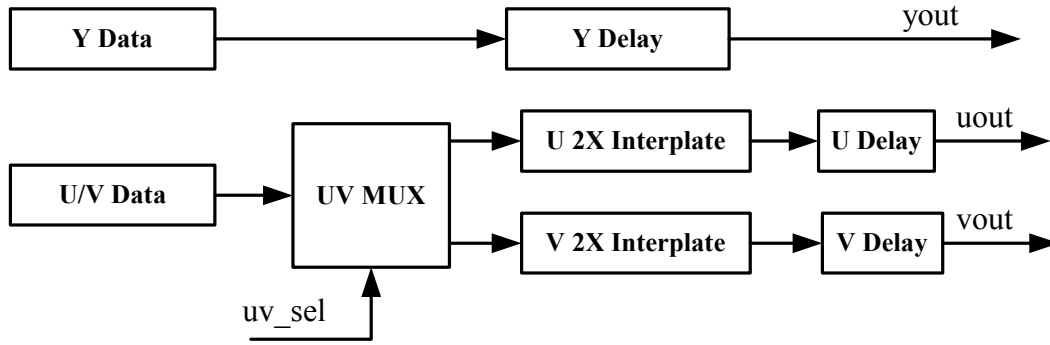 Y Data
Y Delay
yout
U/V Data
UV MUX
U 2X Interplate
U Delay
uout
V 2X Interplate
V Delay
vout
uv_sel